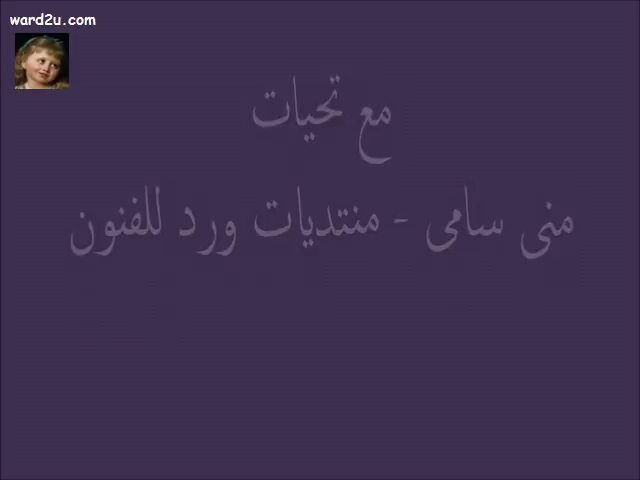 ward2u.com
مع تحيات
منى سامى - منتديات ورد للفنون